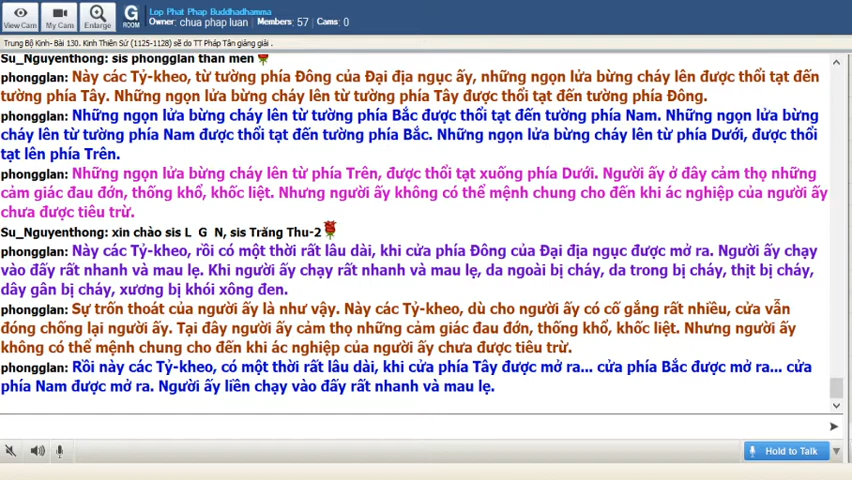 View Cam
My Cam
Enlarge
G
ROOM
Lop Phat Phap Buddhadhamma
Owner: chua phap luan Members: 57 Cams: 0
Trung Bộ Kinh- Bài 130. Kinh Thiên Sứ (1125-1128) sẽ do TT Pháp Tân giảng giải .
Su_Nguyenthong: sis phongglan than men
phongglan: Này các Tỷ-kheo, từ tường phía Đông của Đại địa ngục ấy, những ngọn lửa bừng cháy lên được thổi tạt đến
tường phía Tây. Những ngọn lửa bừng cháy lên từ tường phía Tây được thổi tạt đến tường phía Đông.
phongglan: Những ngọn lửa bừng cháy lên từ tường phía Bắc được thổi tạt đến tường phía Nam. Những ngọn lửa bừng
cháy lên từ tường phía Nam được thổi tạt đến tường phía Bắc. Những ngọn lửa bừng cháy lên từ phía Dưới, được thổi
tạt lên phía Trên.
phongglan: Những ngọn lửa bừng cháy lên từ phía Trên, được thổi tạt xuống phía Dưới. Người ấy ở đây cảm thọ những
cảm giác đau đớn, thống khổ, khốc liệt. Nhưng người ấy không có thể mệnh chung cho đến khi ác nghiệp của người ấy
chưa được tiêu trừ.
Su_Nguyenthong: xin chào sis L G N, sis Trăng Thu-2
phongglan: Này các Tỷ-kheo, rồi có một thời rất lâu dài, khi cửa phía Đông của Đại địa ngục được mở ra. Người ấy chạy
vào đấy rất nhanh và mau lẹ. Khi người ấy chạy rất nhanh và mau lẹ, da ngoài bị cháy, da trong bị cháy, thịt bị cháy,
dây gân bị cháy, xương bị khói xông đen.
phongglan: Sự trốn thoát của người ấy là như vậy. Này các Tỷ-kheo, dù cho người ấy có cố gắng rất nhiều, cửa vẫn
đóng chống lại người ấy. Tại đây người ấy cảm thọ những cảm giác đau đớn, thống khổ, khốc liệt. Nhưng người ấy
không có thể mệnh chung cho đến khi ác nghiệp của người ấy chưa được tiêu trừ.
phongglan: Rồi này các Tỷ-kheo, có một thời rất lâu dài, khi cửa phía Tây được mở ra... cửa phía Bắc được mở ra... cửa
phía Nam được mở ra. Người ấy liền chạy vào đấy rất nhanh và mau lẹ.
Hold to Talk